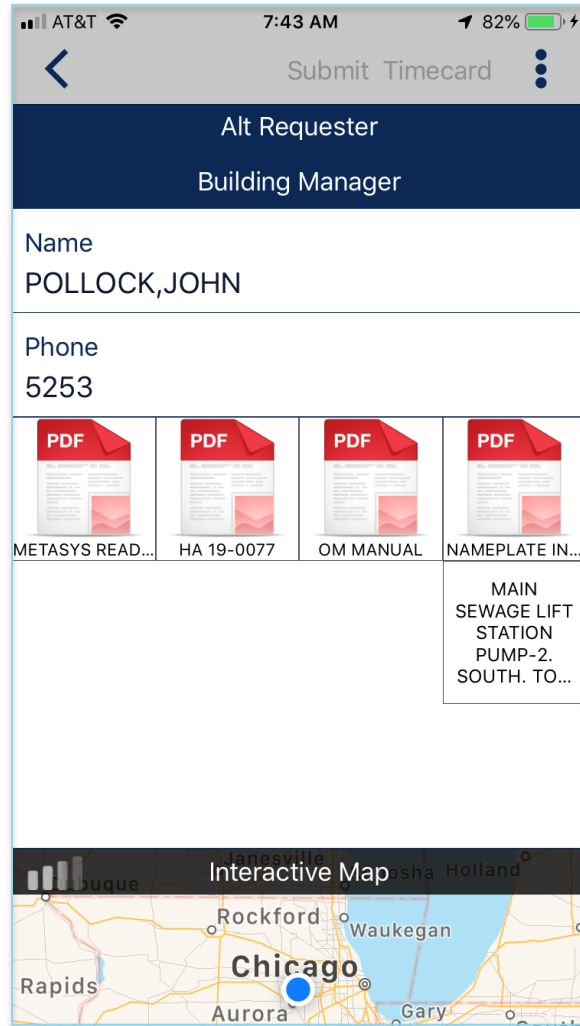 AT&T 7:43 AM 82%
Submit Timecard
Alt Requester
Building Manager
Name
POLLOCK,JOHN
Phone
5253
PDF PDF PDF PDF
METASYS READ... HA 19-0077 OM MANUAL NAMEPLATE IN...
MAIN
SEWAGE LIFT
STATION
PUMP-2.
SOUTH. TO...
Janesville
Interactive Map
Holland
Rockford
Waukegan
Chicago
Rapids
Aurora
Gary